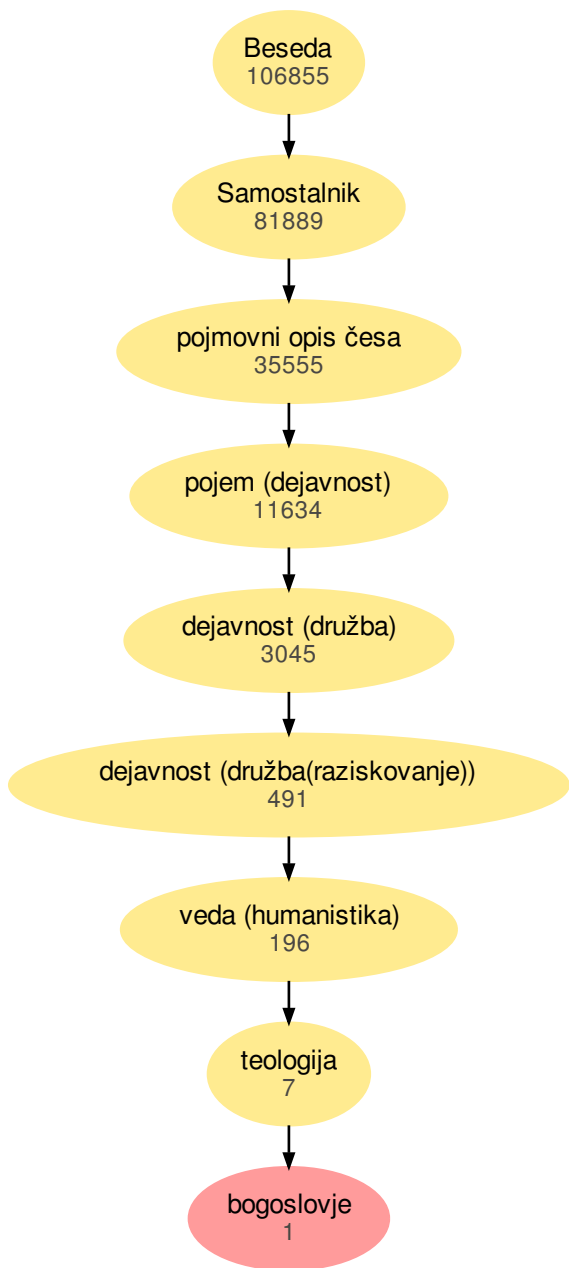 Beseda
106855
Samostalnik
81889
pojmovni opis česa
35555
pojem (dejavnost)
11634
dejavnost (družba)
3045
dejavnost (družba(raziskovanje))
491
veda (humanistika)
196
teologija
7
bogoslovje
1